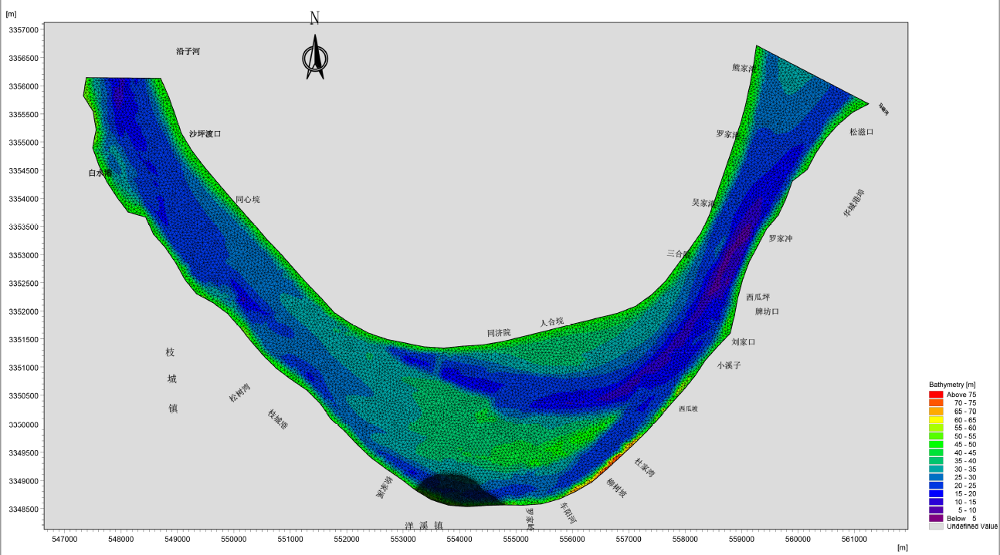 [m]
N
3357000
3356500
3356000
3355500
3355000
3354500
3354000
3353500
3353000
3352500
3352000
3351500
3351000
3350500
3350000
3349500
3349000
3348500
沿子河
熊家湾
松滋口
罗家港
沙坪渡口
白水港
同心垸
吴家港
华城港埠
罗家冲
三合院
西瓜坪
牌坊口
人合垸
同济院
刘家口
小溪子
枝
城
镇
松树湾
枝城港
西瓜坡
杜家湾
柳树坡
车阳河
洋溪镇
547000 548000 549000 550000 551000 552000 553000 554000 555000 556000 557000 558000 559000 560000 561000
[m]
Bathymetry [m]
Above 75
70 - 75
65 - 70
60 - 65
55 - 60
50 - 55
45 - 50
40 - 45
35 - 40
30 - 35
25 - 30
20 - 25
15 - 20
10 - 15
5 - 10
Below 5
Undefined Value